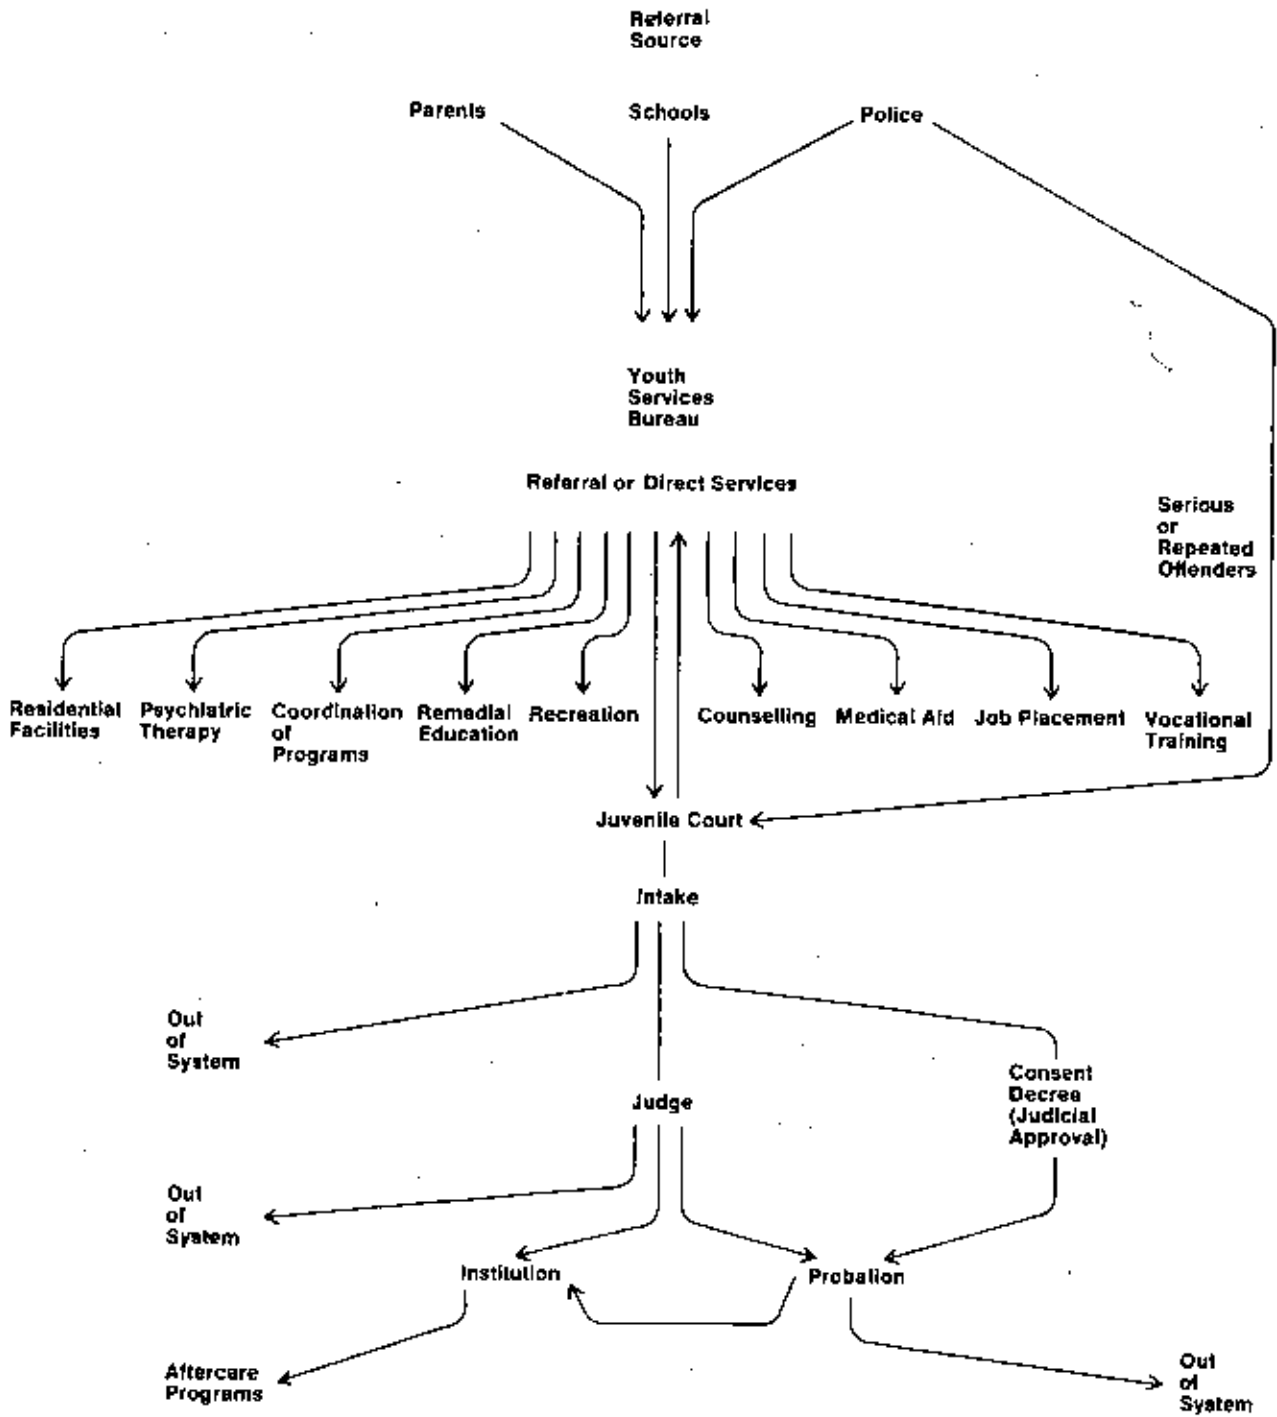 Referral
Source
Parents
Schools
Police
Youth
Services
Bureau
Referral or Direct Services
Serious
or
Repeated
Offenders
Residential
Facilities
Psychiatric
Therapy
Coordination
of
Programs
Remedial
Education
Recreation
Counselling
Medical Aid
Job Placement
Vocational
Training
Juvenile Court
Intake
Out
of
System
Judge
Consent
Decree
(Judicial
Approval)
Out
of
System
Institution
Probation
Aftercare
Programs
Out
of
System